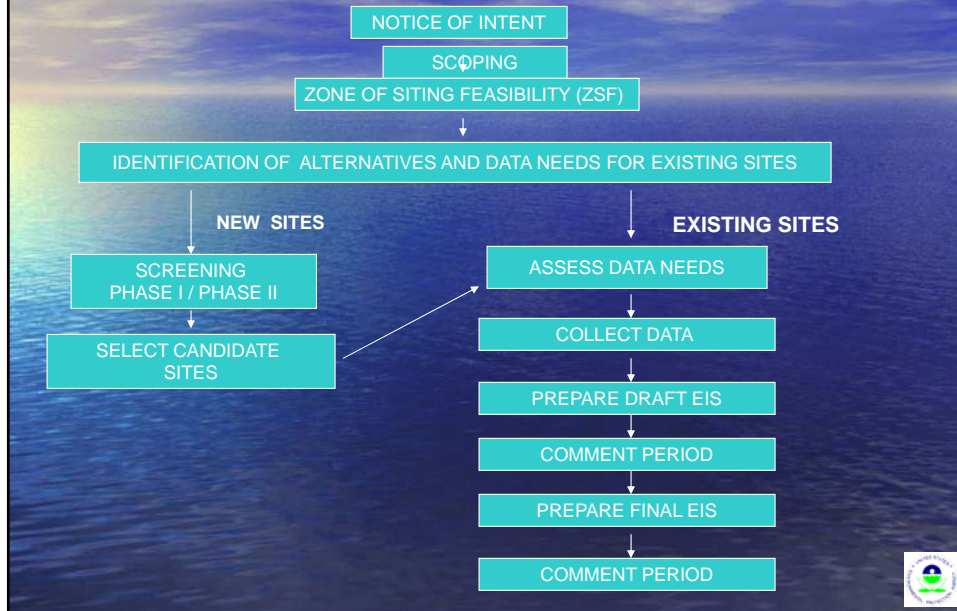 NOTICE OF INTENT
SCOPING
ZONE OF SITING FEASIBILITY (ZSF)
IDENTIFICATION OF ALTERNATIVES AND DATA NEEDS FOR EXISTING SITES
NEW SITES
SCREENING
PHASE I / PHASE II
SELECT CANDIDATE
SITES
EXISTING SITES
ASSESS DATA NEEDS
COLLECT DATA
PREPARE DRAFT EIS
COMMENT PERIOD
PREPARE FINAL EIS
COMMENT PERIOD